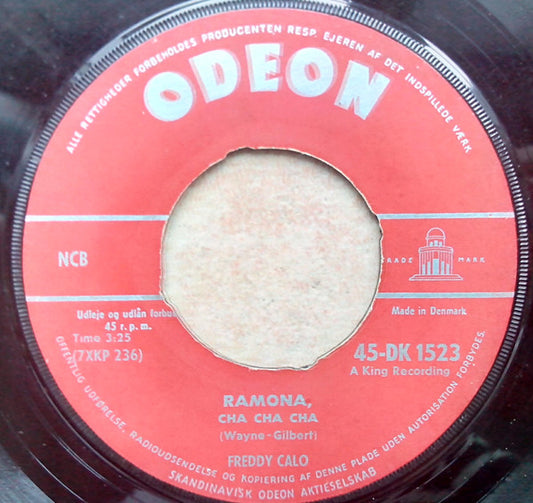 ALLE RETTIGHEDER FORBEHOLDES PRODUCENTEN RESP. EJEREN AF DET INDSPILLEDE VÆRK
ODEON
NCB
TRADE MARK
Udleje og udlån forbu
45 r.p.m.
Time 3:25
(7XKP 236)
Made in Denmark
45-DK 1523
A King Recording
RAMONA,
CHA CHA CHA
(Wayne-Gilbert)
FREDDY CALO
OFFENTLIG UDFØRELSE, RADIOUDSENDELSE OG KOPIERING AF DENNE PLADE UDEN AUTORISATION FORBYDES.
SKANDINAVISK ODEON AKTIESELSKAB